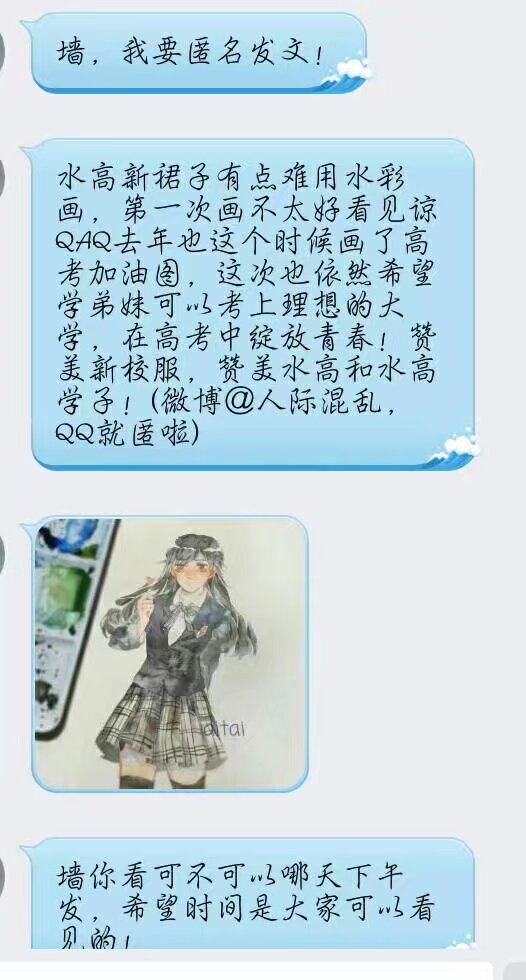 墙，我要匿名发文！
水高新裙子有点难用水彩
画，第一次画不太好看见谅
QAQ去年也这个时候画了高
考加油图，这次也依然希望
学弟妹可以考上理想的大
学，在高考中绽放青春！赞
美新校服，赞美水高和水高
学子！(微博@人际混乱，
QQ就匿啦)
aitai
墙你看可不可以哪天下午
发，希望时间是大家可以看
见的！